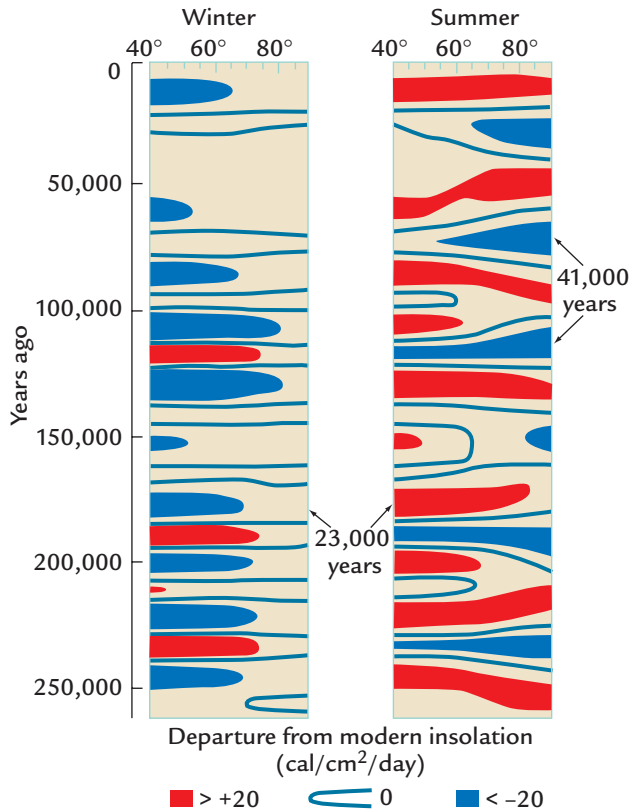 Winter
Summer
40° 60° 80°
40° 60° 80°
0
50,000
100,000
150,000
200,000
250,000
Years ago
41,000
years
23,000
years
Departure from modern insolation
(cal/cm²/day)
> +20
0
< –20